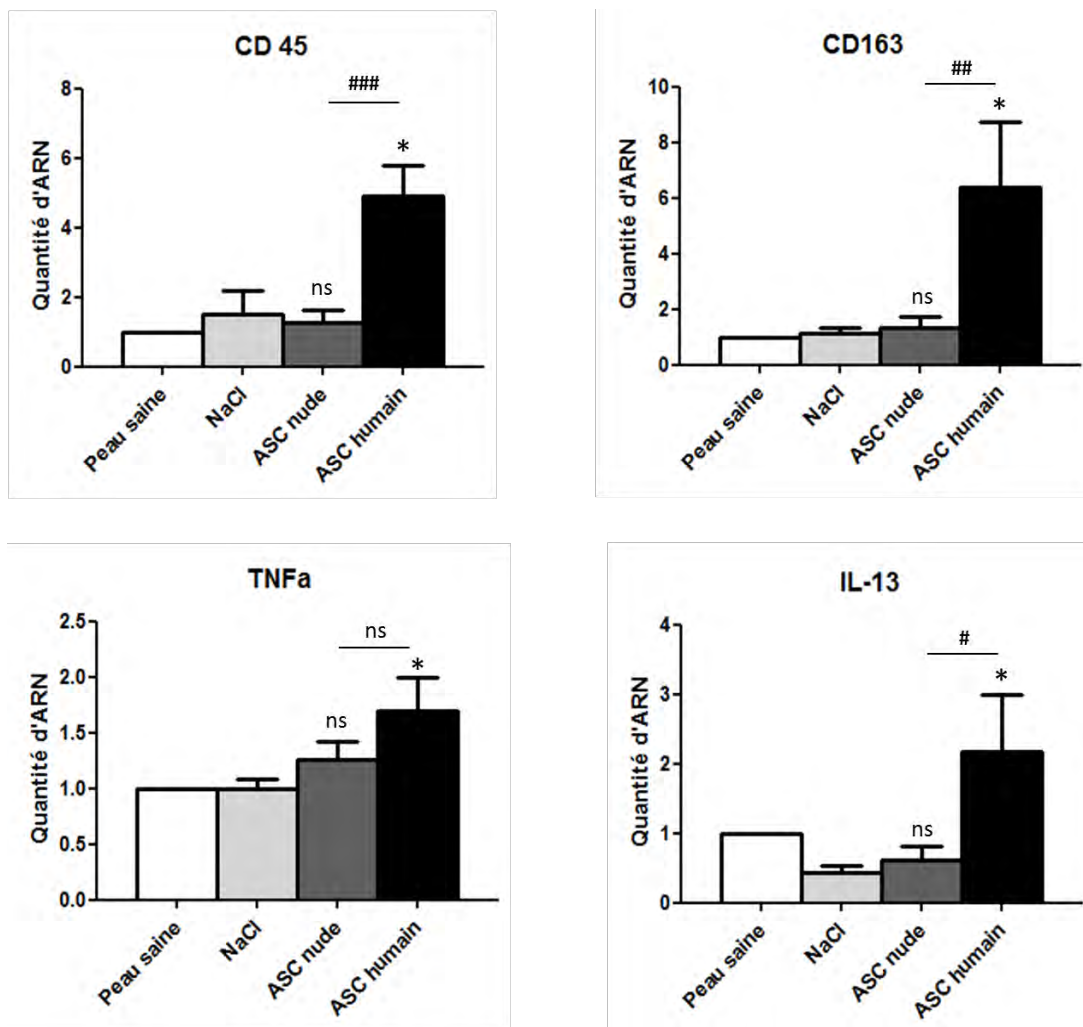 CD 45
###
*
ns
8
6
4
2
0
Quantité d'ARN
Peau saine
NaCl
ASC nude
ASC humain
CD163
##
*
ns
10
8
6
4
2
0
Quantité d'ARN
Peau saine
NaCl
ASC nude
ASC humain
TNFa
ns
*
ns
2.5
2.0
1.5
1.0
0.5
0.0
Quantité d'ARN
Peau saine
NaCl
ASC nude
ASC humain
IL-13
#
*
ns
4
3
2
1
0
Quantité d'ARN
Peau saine
NaCl
ASC nude
ASC humain